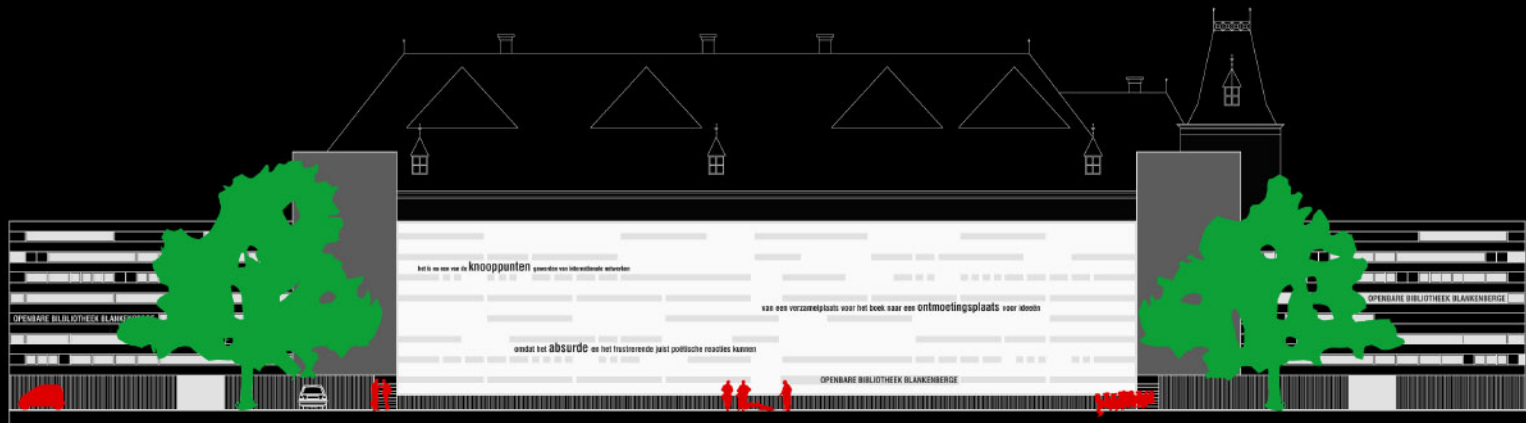 het is nu een van de knooppunten geworden van internationale netwerken
van een verzamelplaats voor het boek naar een ontmoetingsplaats voor ideeën
OPENBARE BIBLIOTHEEK BLANKENBERGE
OPENBARE BILBLIOTHEEK BLANKENBERGE
omdat het absurde en het frustrerende juist poëtische reacties kunnen
OPENBARE BIBLIOTHEEK BLANKENBERGE